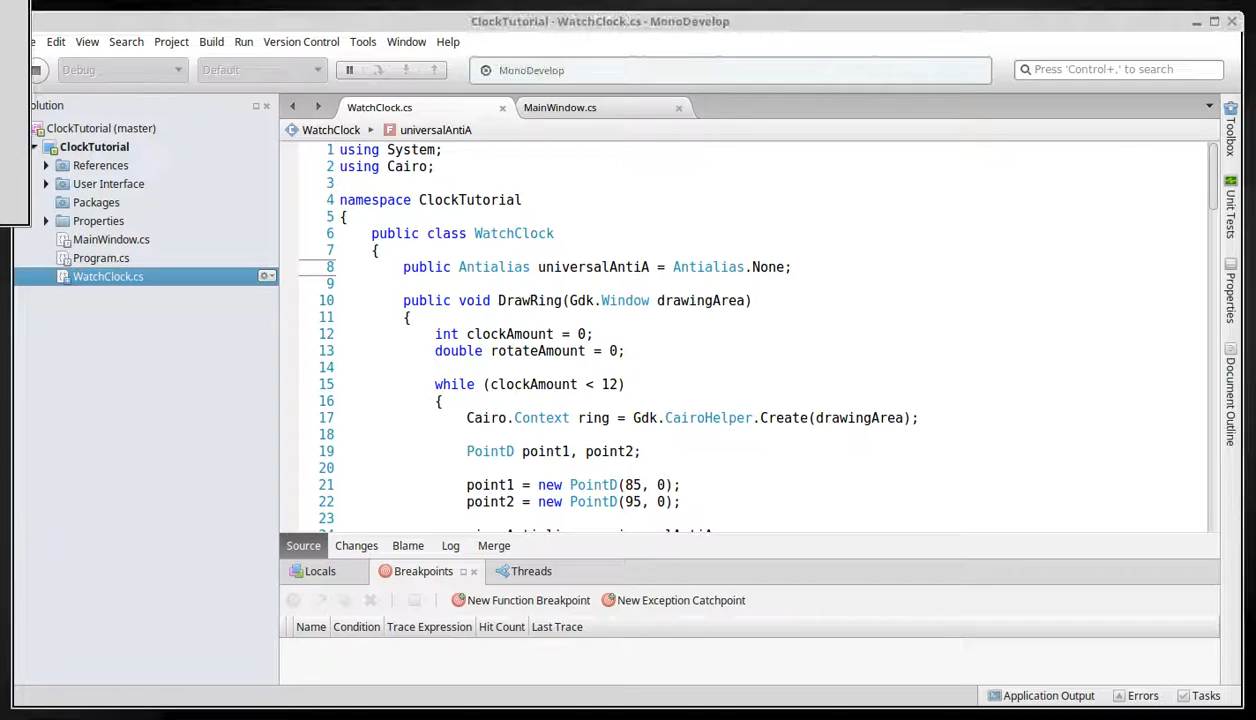 ClockTutorial - WatchClock.cs - MonoDevelop
Edit View Search Project Build Run Version Control Tools Window Help
Debug Default MonoDevelop Press 'Control+,' to search
olution
WatchClock.cs MainWindow.cs
WatchClock universalAntiA
ClockTutorial (master)
ClockTutorial
References
User Interface
Packages
Properties
MainWindow.cs
Program.cs
WatchClock.cs
1 using System;
2 using Cairo;
3
4 namespace ClockTutorial
5 {
6 public class WatchClock
7 {
8 public Antialias universalAntiA = Antialias.None;
9
10 public void DrawRing(Gdk.Window drawingArea)
11 {
12 int clockAmount = 0;
13 double rotateAmount = 0;
14
15 while (clockAmount < 12)
16 {
17 Cairo.Context ring = Gdk.CairoHelper.Create(drawingArea);
18
19 PointD point1, point2;
20
21 point1 = new PointD(85, 0);
22 point2 = new PointD(95, 0);
23
Source Changes Blame Log Merge
Locals Breakpoints Threads
New Function Breakpoint New Exception Catchpoint
Name Condition Trace Expression Hit Count Last Trace
Application Output Errors Tasks
Toolbox
Unit Tests
Properties
Document Outline